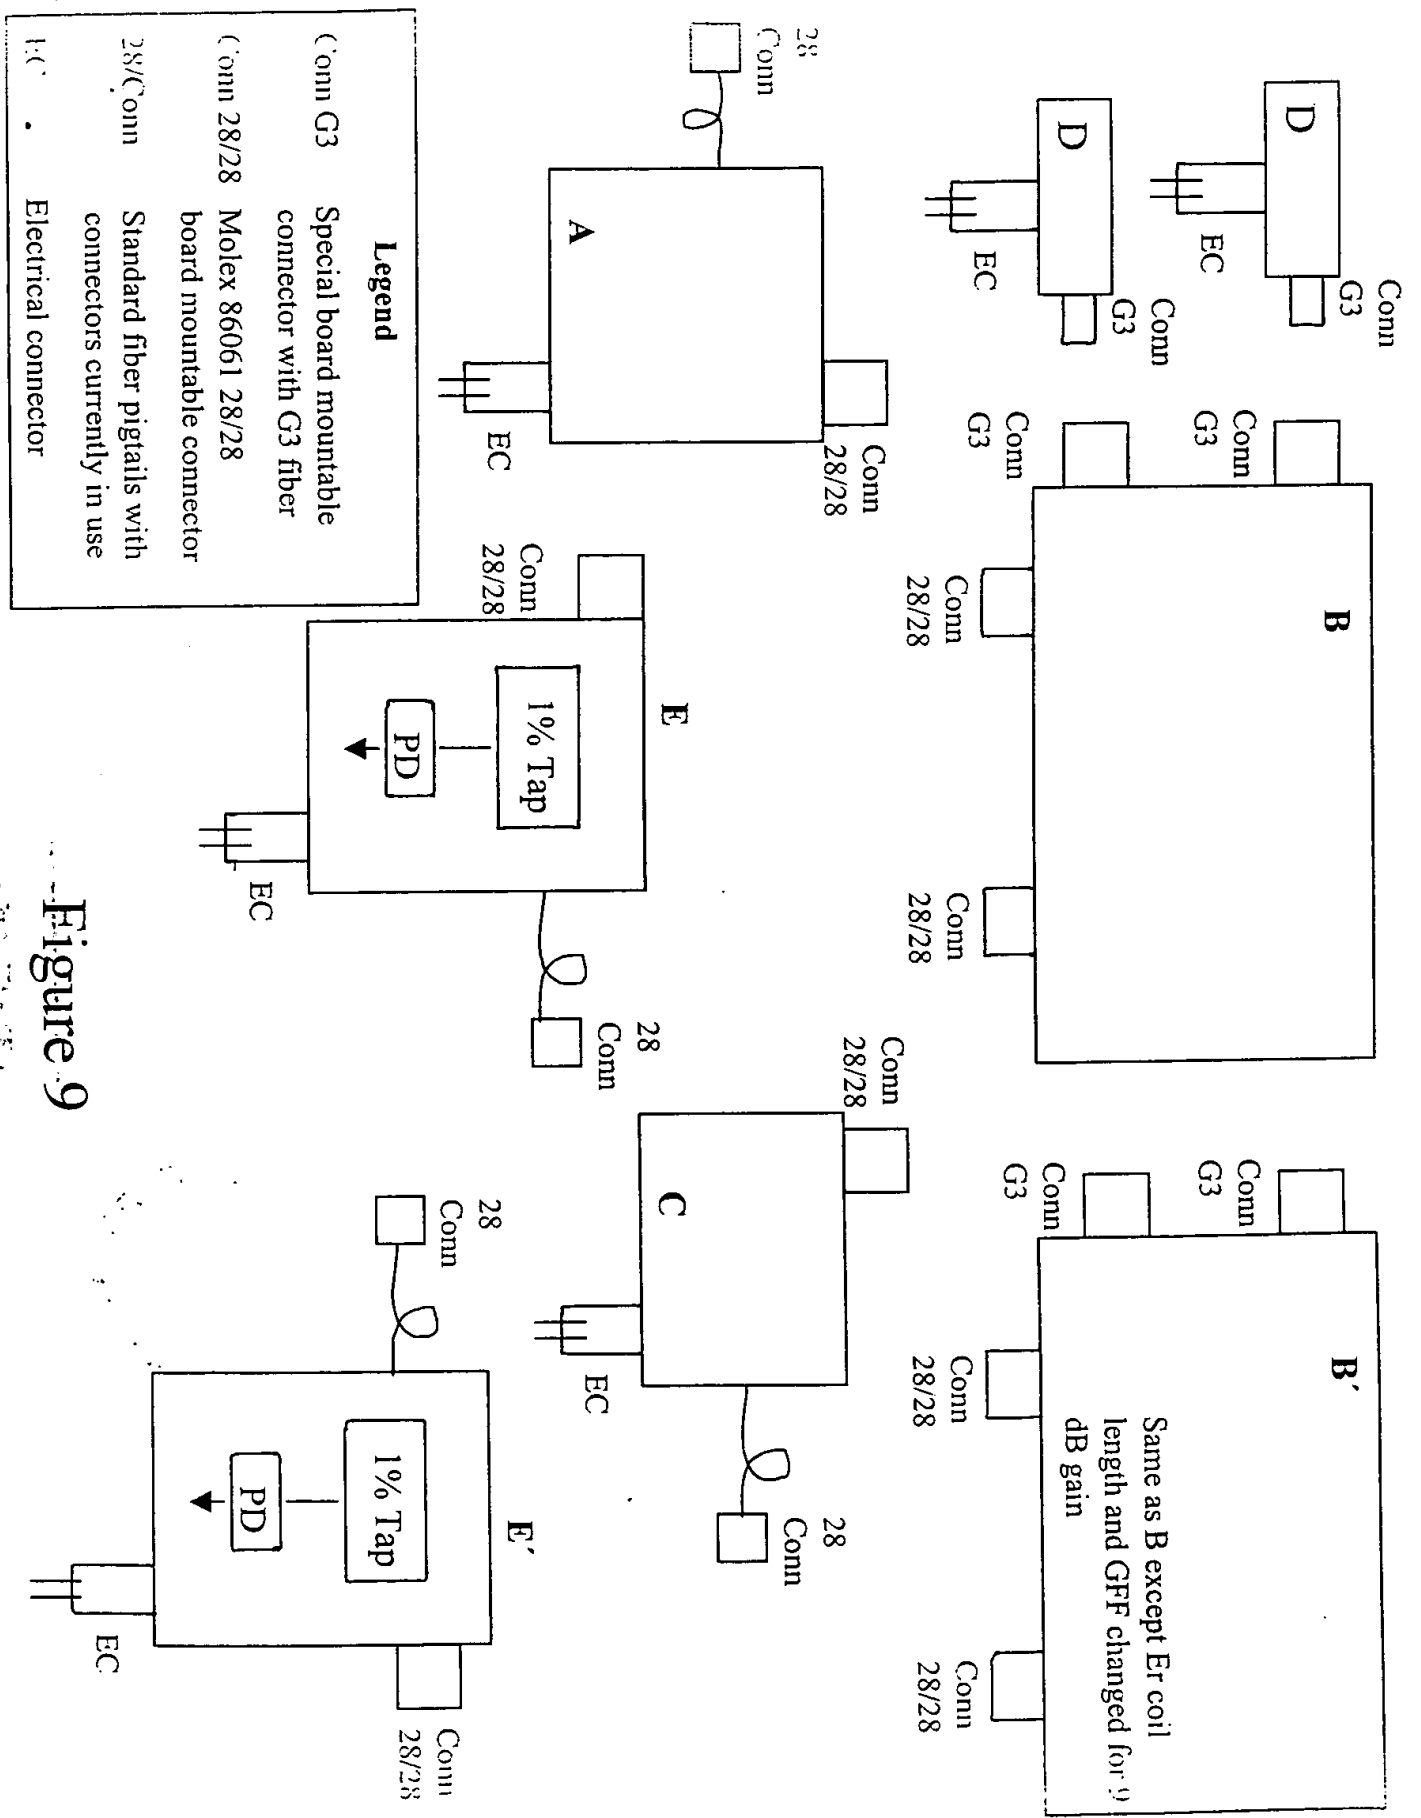 D
EC
Conn
G3
D
EC
Conn
G3
Conn
G3
Conn
G3
B
Conn
28/28
Conn
28/28
Conn
G3
Conn
G3
B´
Same as B except Er coil
length and GFF changed for 9
dB gain
Conn
28/28
Conn
28/28
28
Conn
A
Conn
28/28
EC
Conn
28/28
E
1% Tap
PD
EC
28
Conn
Conn
28/28
C
EC
28
Conn
28
Conn
E´
1% Tap
PD
EC
Conn
28/28
Legend
Conn G3 Special board mountable
connector with G3 fiber
Conn 28/28 Molex 86061 28/28
board mountable connector
28/Conn Standard fiber pigtails with
connectors currently in use
EC Electrical connector
Figure 9